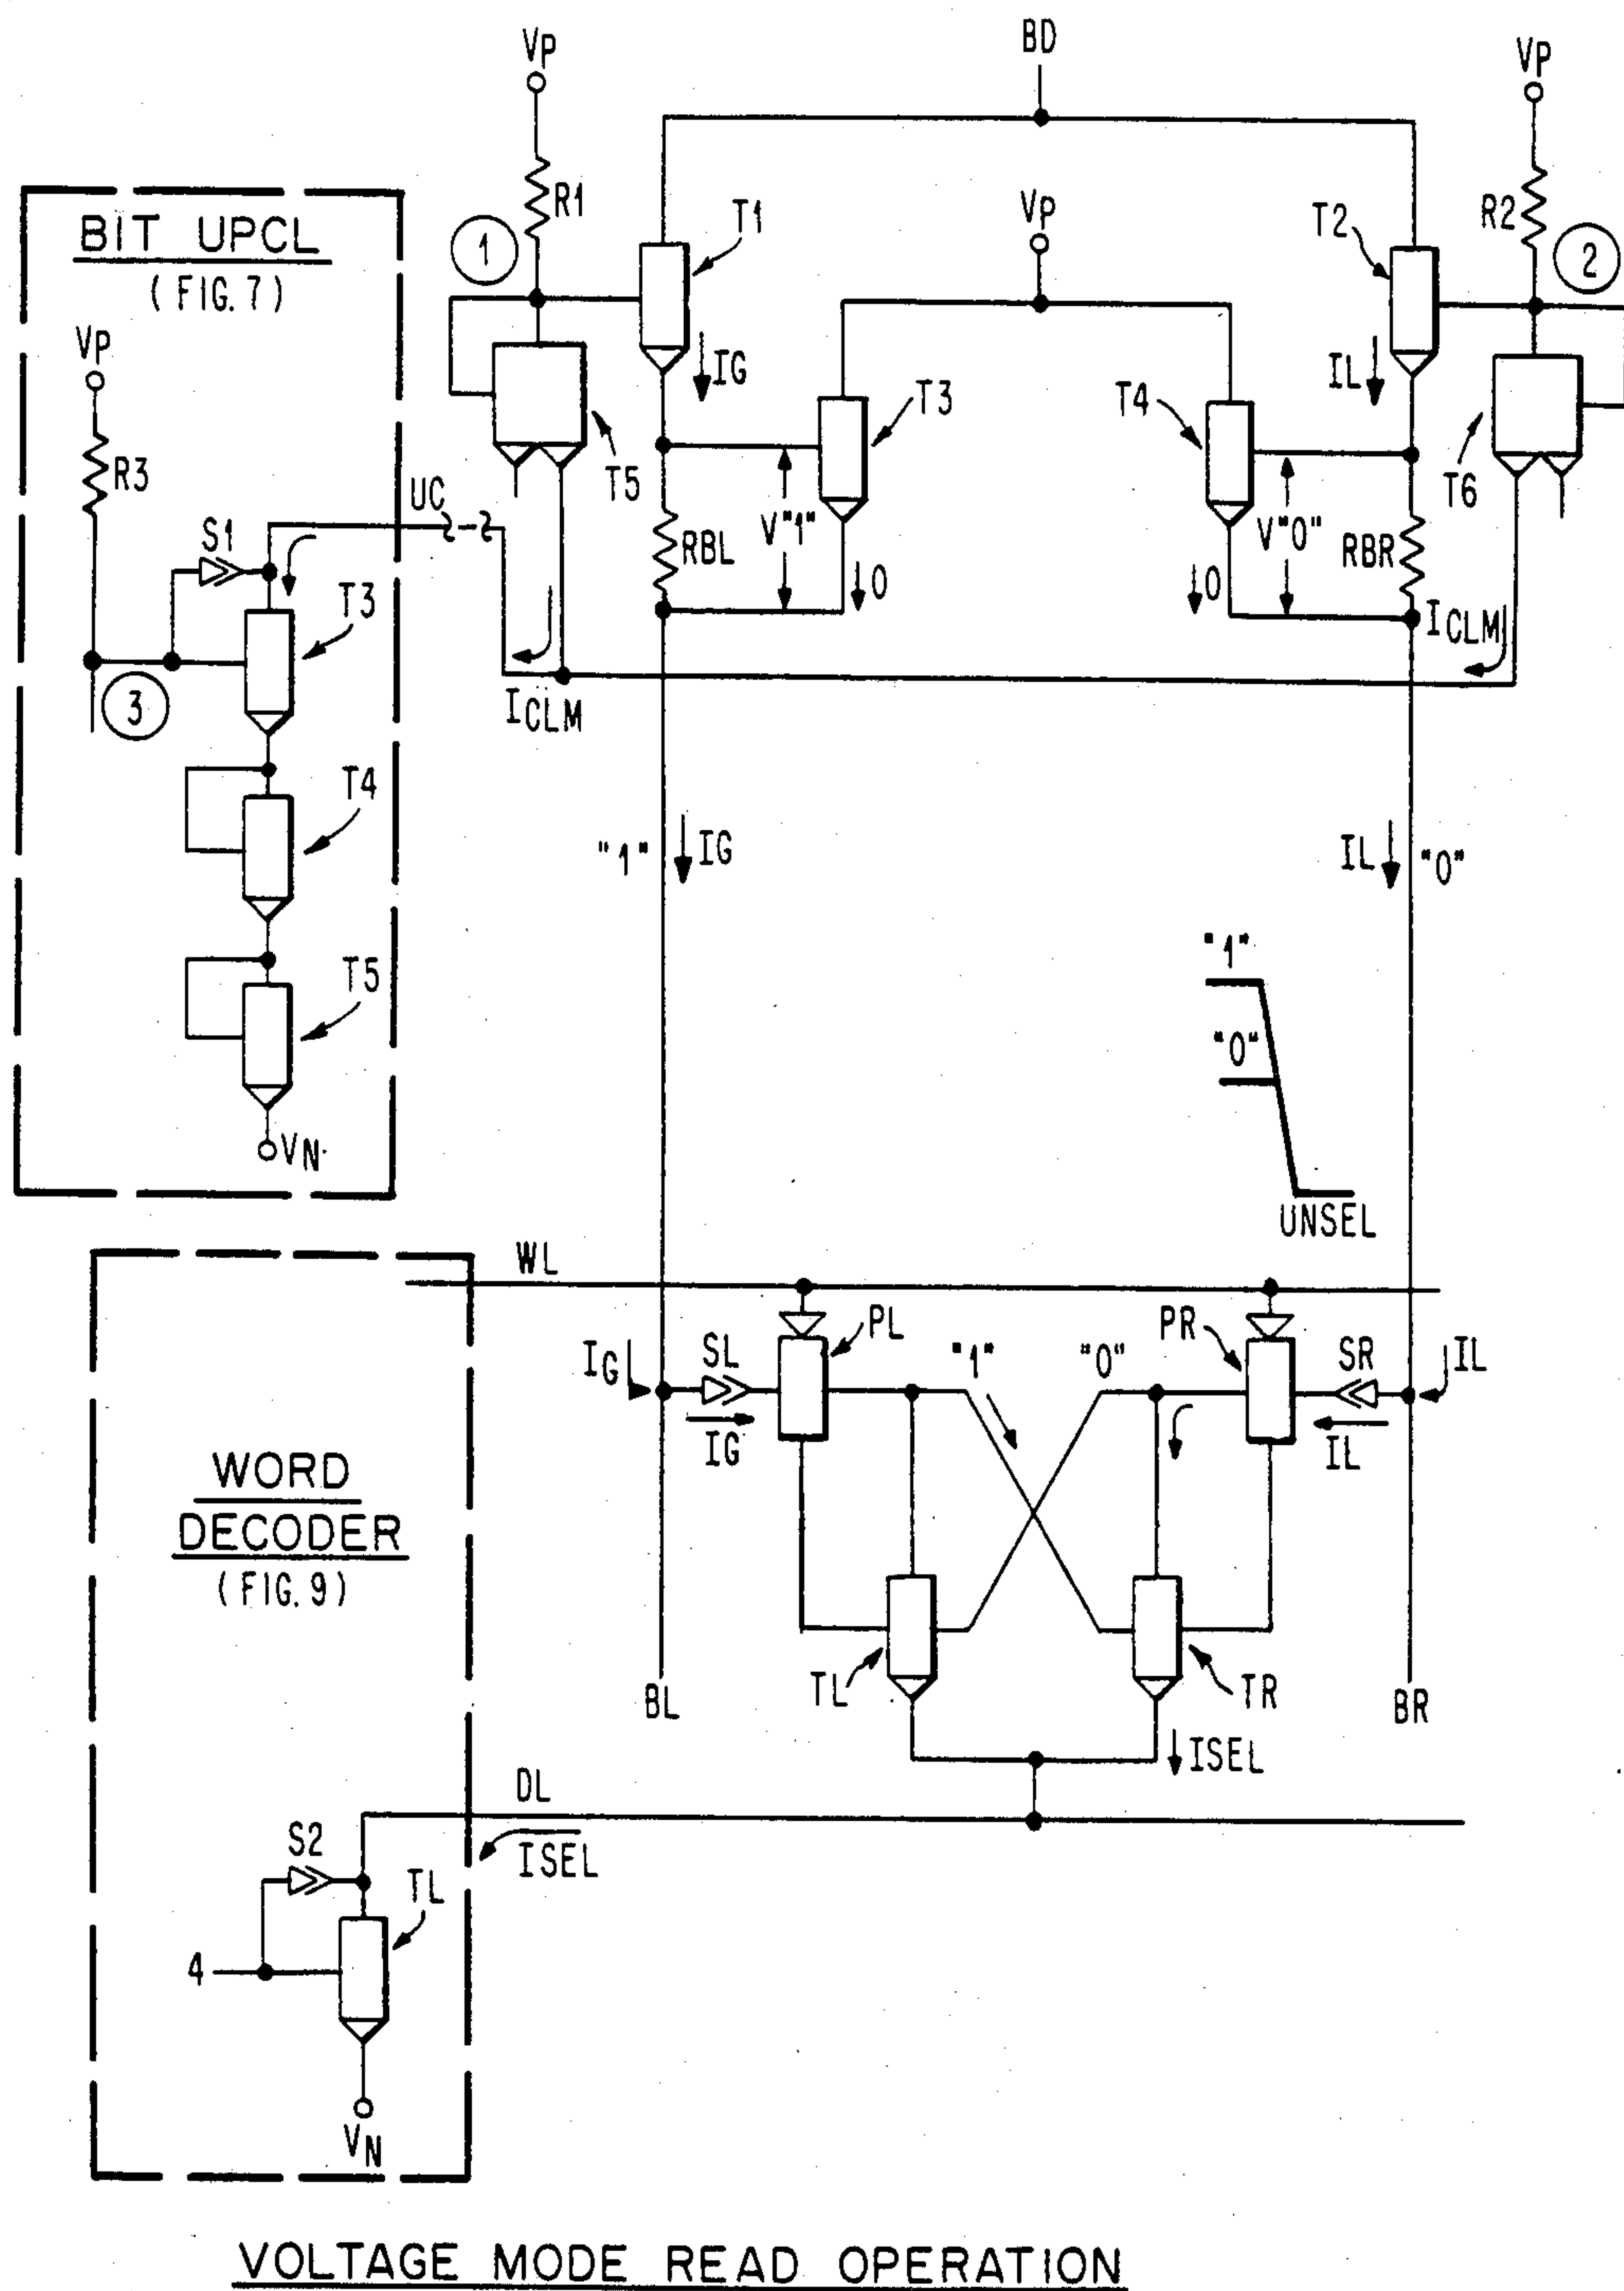 VP
BD
VP
R1
T1
VP
T2
R2
1
2
BIT UPCL
(FIG. 7)
VP
IG
IL
T3
T4
R3
T5
T6
UC
S1
RBL
V"1"
V"0"
RBR
0
0
T3
ICLM
3
ICLM
T4
"1"
IG
IL
"0"
"1"
T5
"0"
VN
UNSEL
WL
PL
PR
IG
SL
"1"
"0"
SR
IL
IG
IL
WORD
DECODER
(FIG. 9)
TL
TR
BL
BR
ISEL
DL
S2
ISEL
TL
4
VN
VOLTAGE MODE READ OPERATION